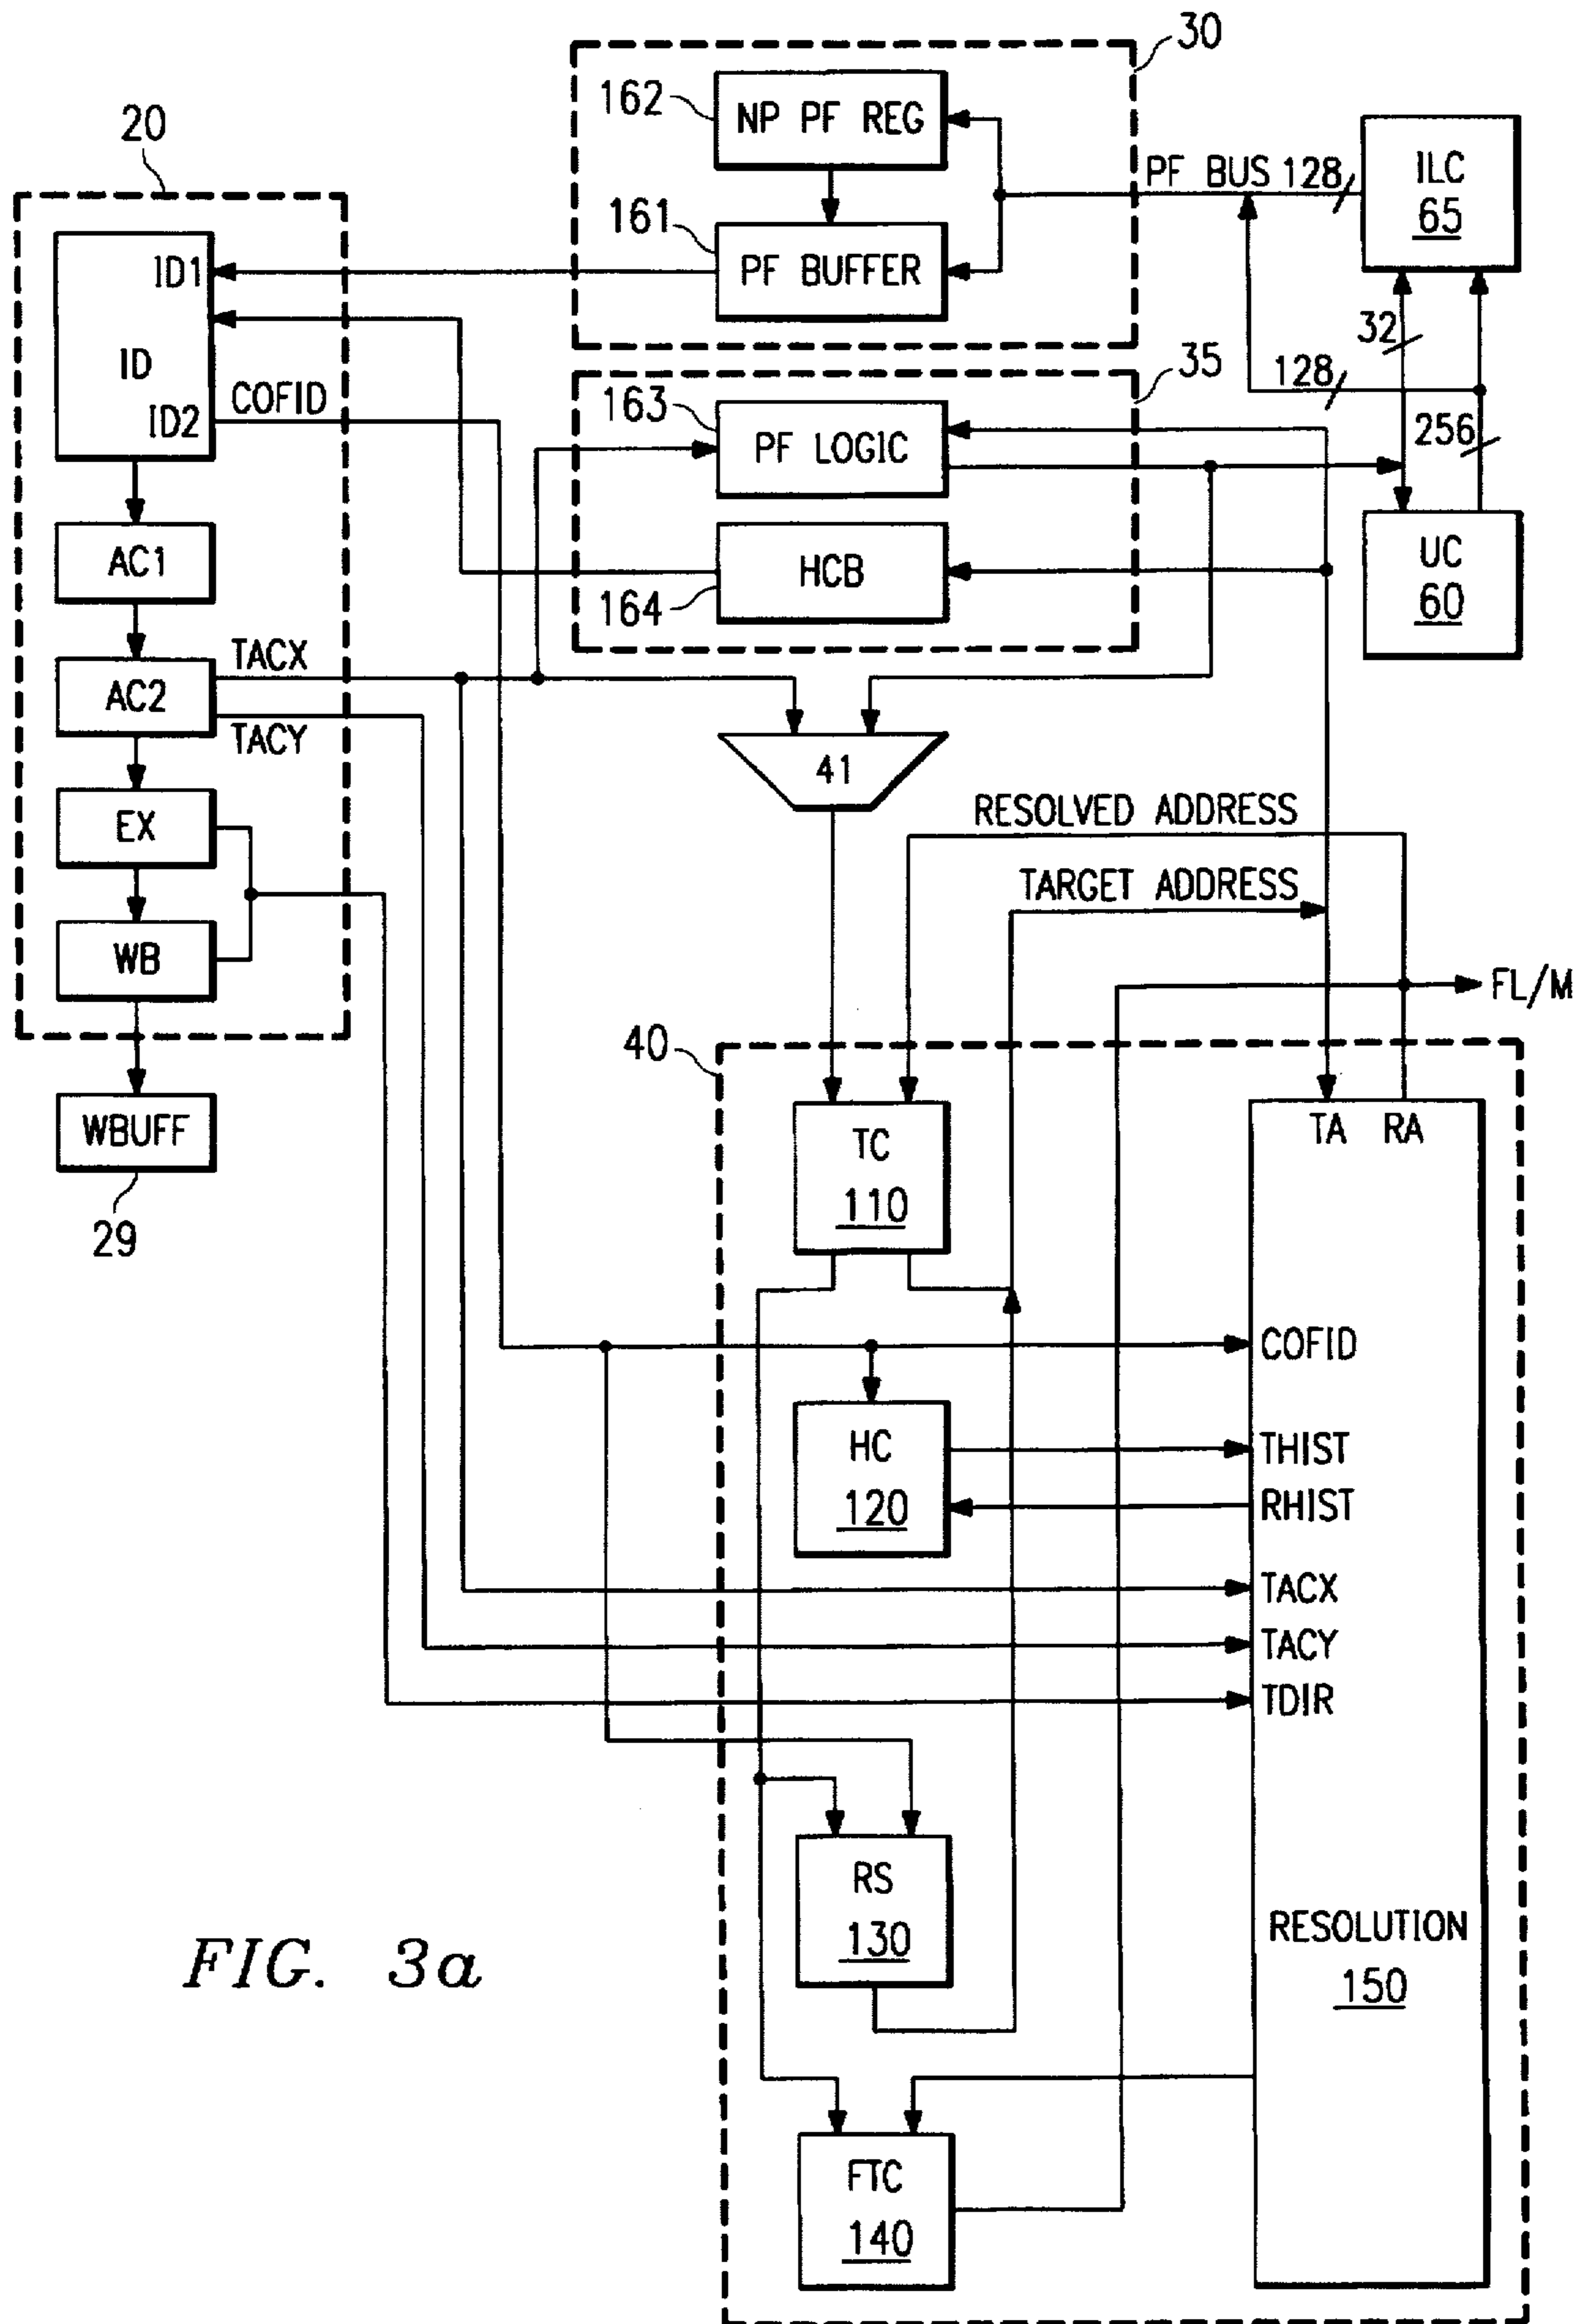 30
162
NP PF REG
20
PF BUS 128
ILC
65
161
PF BUFFER
ID1
32
128
ID
35
COFID
163
ID2
PF LOGIC
256
AC1
HCB
UC
60
164
TACX
AC2
TACY
41
EX
RESOLVED ADDRESS
TARGET ADDRESS
WB
FL/M
40
WBUFF
TC
110
TA RA
29
COFID
HC
120
THIST
RHIST
TACX
TACY
TDIR
RS
130
RESOLUTION
150
FIG. 3a
FTC
140